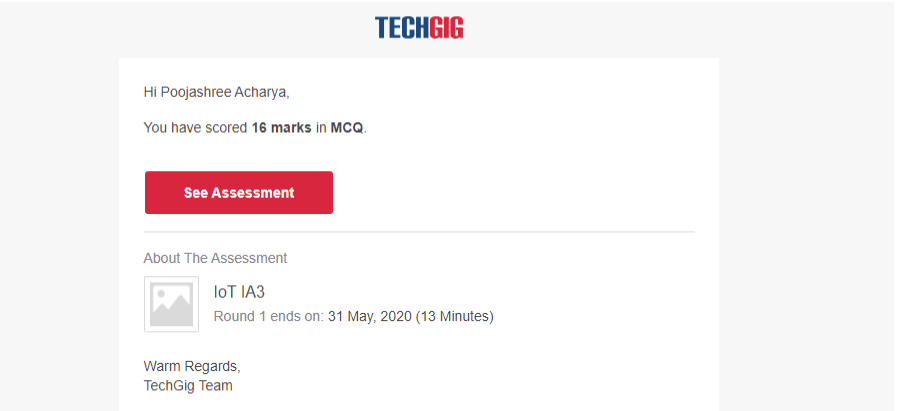 TECHGIG
Hi Poojashree Acharya,
You have scored 16 marks in MCQ.
See Assessment
About The Assessment
IoT IA3
Round 1 ends on: 31 May, 2020 (13 Minutes)
Warm Regards,
TechGig Team